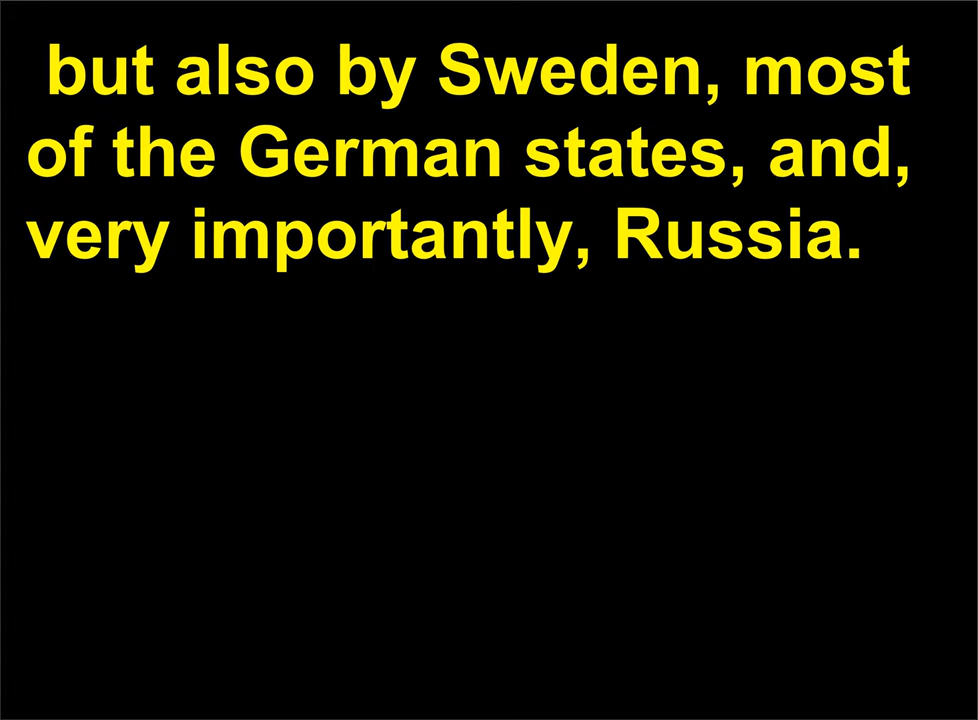 but also by Sweden, most
of the German states, and,
very importantly, Russia.